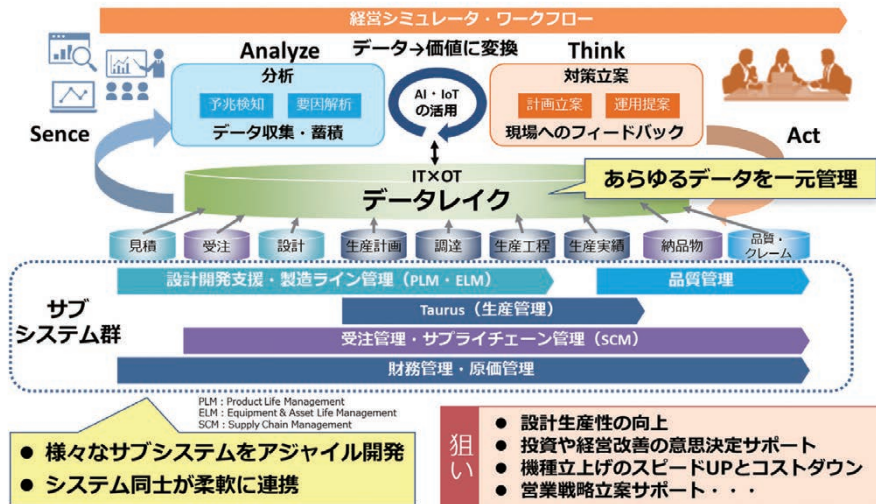 経営シミュレータ・ワークフロー
Analyze
データ→価値に変換
Think
分析
予兆検知
要因解析
データ収集・蓄積
AI・IoT
の活用
対策立案
計画立案
運用提案
現場へのフィードバック
Sence
Act
IT×OT
データレイク
あらゆるデータを一元管理
見積
受注
設計
生産計画
調達
生産工程
生産実績
納品物
品質・
クレーム
サブ
システム群
設計開発支援・製造ライン管理（PLM・ELM）
品質管理
Taurus（生産管理）
受注管理・サプライチェーン管理（SCM）
財務管理・原価管理
PLM：Product Life Management
ELM：Equipment & Asset Life Management
SCM：Supply Chain Management
● 様々なサブシステムをアジャイル開発
● システム同士が柔軟に連携
狙い
● 設計生産性の向上
● 投資や経営改善の意思決定サポート
● 機種立上げのスピードUPとコストダウン
● 営業戦略立案サポート・・・